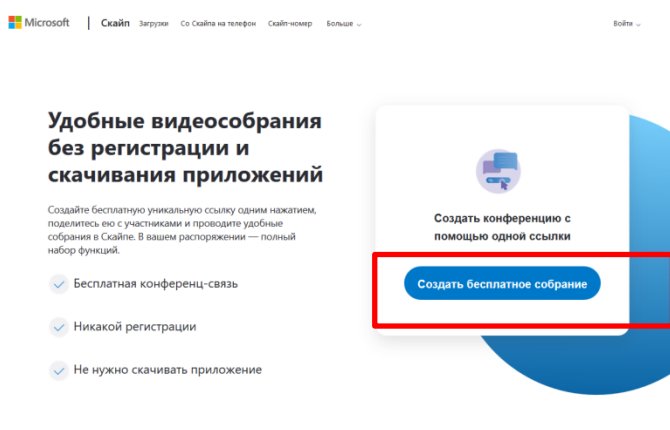 Microsoft Скайп Загрузки Со Скайпа на телефон Скайп-номер Больше Войти
Удобные видеособрания
без регистрации и
скачивания приложений
Создайте бесплатную уникальную ссылку одним нажатием,
поделитесь ею с участниками и проводите удобные
собрания в Скайпе. В вашем распоряжении — полный
набор функций.
Бесплатная конференц-связь
Никакой регистрации
Не нужно скачивать приложение
Создать конференцию с
помощью одной ссылки
Создать бесплатное собрание